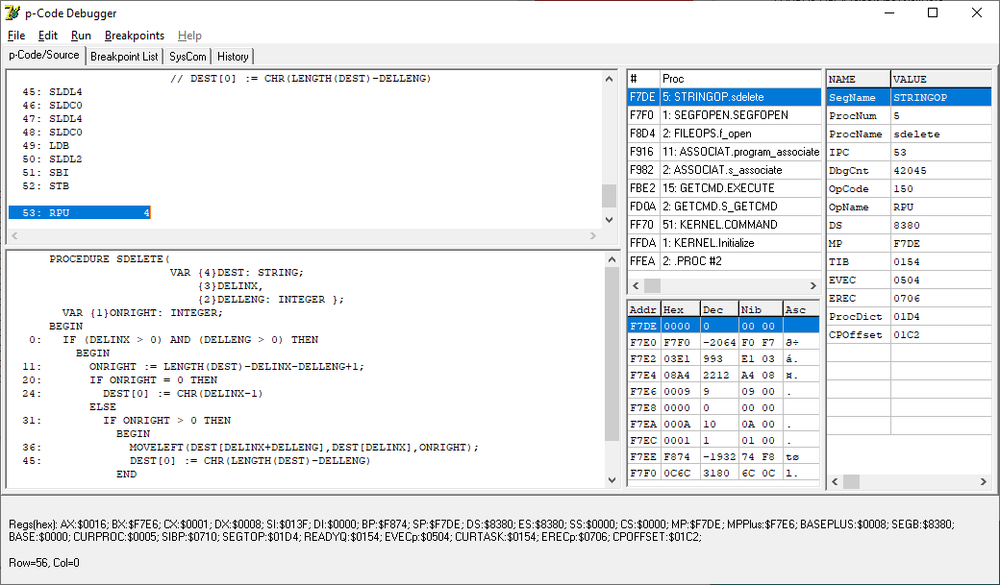 p-Code Debugger
File Edit Run Breakpoints Help
p-Code/Source Breakpoint List SysCom History
// DEST[0] := CHR(LENGTH(DEST)-DELLENG)
45: SLDL4
46: SLDC0
47: SLDL4
48: SLDC0
49: LDB
50: SLDL2
51: SBI
52: STB
53: RPU 4
PROCEDURE SDELETE(
VAR {4}DEST: STRING;
{3}DELINX,
{2}DELLENG: INTEGER };
VAR {1}ONRIGHT: INTEGER;
BEGIN
0: IF (DELINX > 0) AND (DELLENG > 0) THEN
BEGIN
11: ONRIGHT := LENGTH(DEST)-DELINX-DELLENG+1;
20: IF ONRIGHT = 0 THEN
24: DEST[0] := CHR(DELINX-1)
ELSE
31: IF ONRIGHT > 0 THEN
BEGIN
36: MOVELEFT(DEST[DELINX+DELLENG],DEST[DELINX],ONRIGHT);
45: DEST[0] := CHR(LENGTH(DEST)-DELLENG)
END
# Proc
F7DE 5: STRINGOP.sdelete
F7F0 1: SEGFOPEN.SEGFOPEN
F8D4 2: FILEOPS.f_open
F916 11: ASSOCIAT.program_associate
F982 2: ASSOCIAT.s_associate
FBE2 15: GETCMD.EXECUTE
FD0A 2: GETCMD.S_GETCMD
FF70 51: KERNEL.COMMAND
FFDA 1: KERNEL.Initialize
FFEA 2: .PROC #2
Addr Hex Dec Nib Asc
F7DE 0000 0 00 00
F7E0 F7F0 -2064 F0 F7 ð÷
F7E2 03E1 993 E1 03 á.
F7E4 08A4 2212 A4 08 ¤.
F7E6 0009 9 09 00 .
F7E8 0000 0 00 00
F7EA 000A 10 0A 00 .
F7EC 0001 1 01 00 .
F7EE F874 -1932 74 F8 tø
F7F0 0C6C 3180 6C 0C l.
NAME VALUE
SegName STRINGOP
ProcNum 5
ProcName sdelete
IPC 53
DbgCnt 42045
OpCode 150
OpName RPU
DS 8380
MP F7DE
TIB 0154
EVEC 0504
EREC 0706
ProcDict 01D4
CPOffset 01C2
Regs(hex): AX:$0016; BX:$F7E6; CX:$0001; DX:$0008; SI:$013F; DI:$0000; BP:$F874; SP:$F7DE; DS:$8380; ES:$8380; SS:$0000; CS:$0000; MP:$F7DE; MPPlus:$F7E6; BASEPLUS:$0008; SEGB:$8380;
BASE:$0000; CURPROC:$0005; SIBP:$0710; SEGTOP:$01D4; READYQ:$0154; EVECp:$0504; CURTASK:$0154; ERECp:$0706; CPOFFSET:$01C2;
Row=56, Col=0